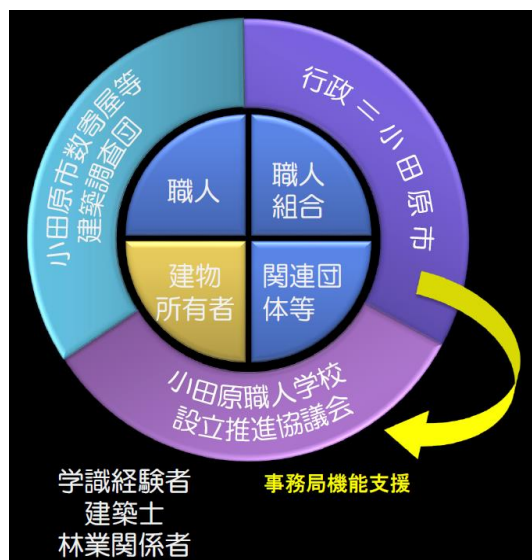 小田原市数寄屋等
建築調査団
行政＝小田原市
職人
職人
組合
建物
所有者
関連団
体等
小田原職人学校
設立推進協議会
学識経験者
建築士
林業関係者
事務局機能支援